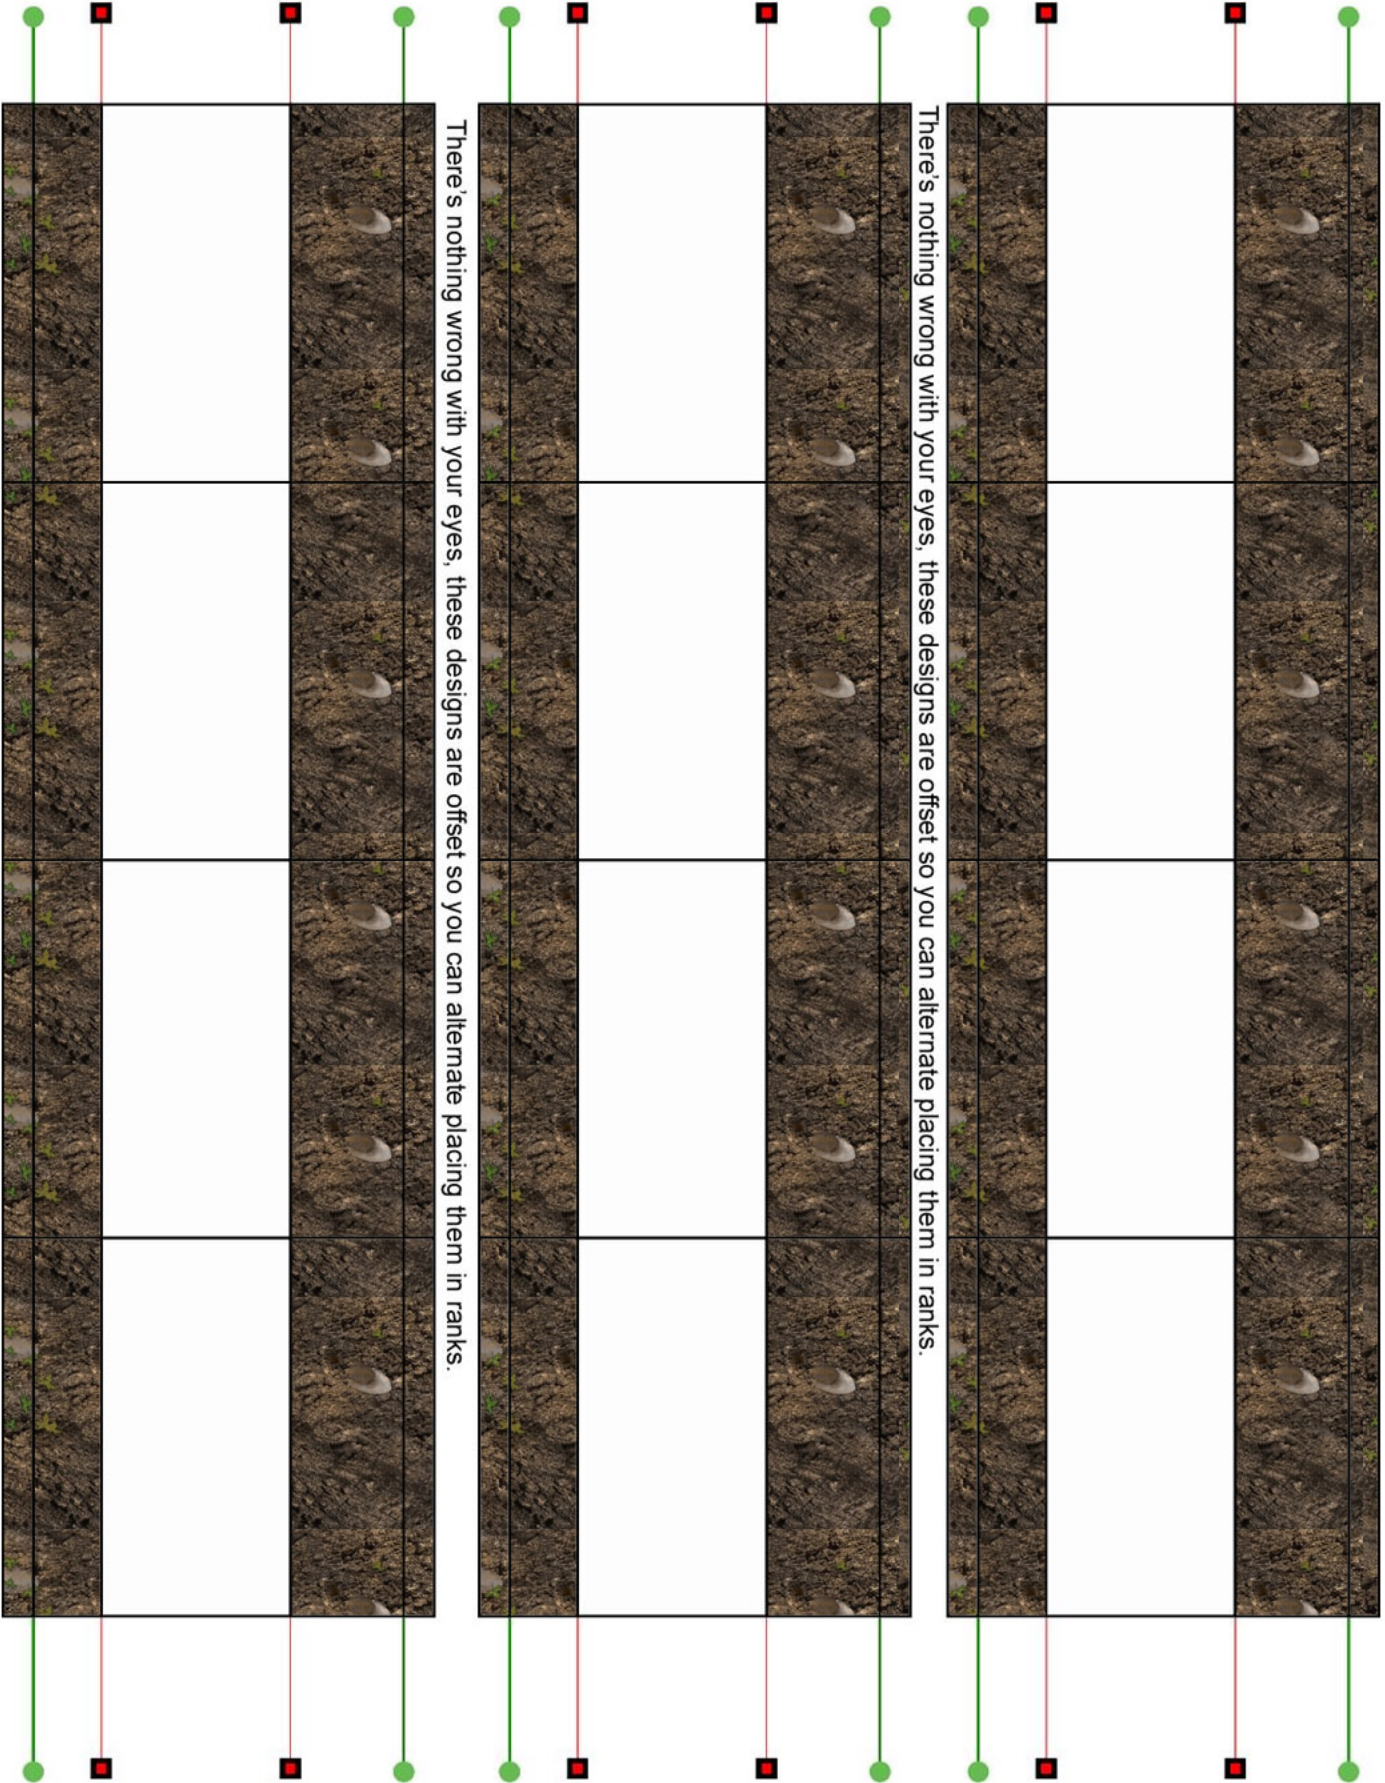 There's nothing wrong with your eyes, these designs are offset so you can alternate placing them in ranks.
There's nothing wrong with your eyes, these designs are offset so you can alternate placing them in ranks.